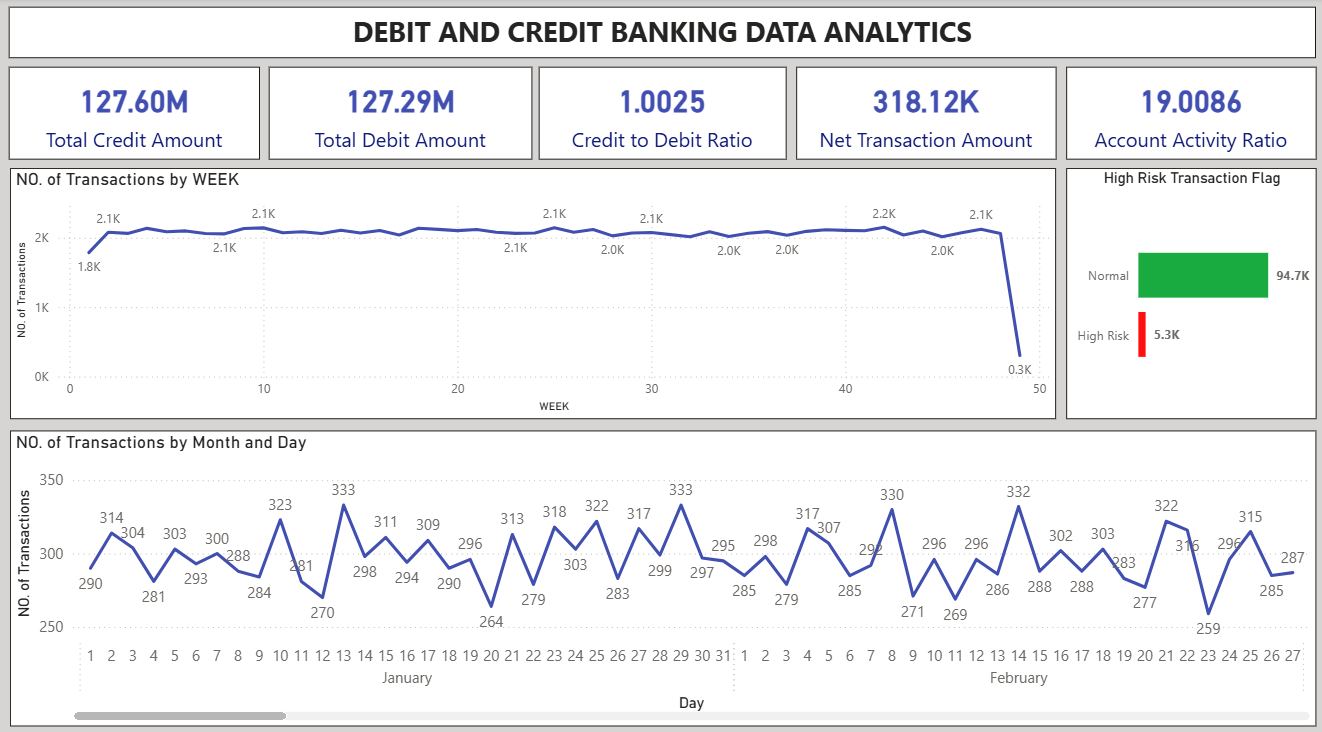 DEBIT AND CREDIT BANKING DATA ANALYTICS
127.60M
Total Credit Amount
127.29M
Total Debit Amount
1.0025
Credit to Debit Ratio
318.12K
Net Transaction Amount
19.0086
Account Activity Ratio
NO. of Transactions by WEEK
NO. of Transactions
2K
1K
0K
1.8K
2.1K
2.1K
2.1K
2.1K
2.1K
2.0K
2.1K
2.0K
2.0K
2.2K
2.0K
2.1K
0.3K
0 10 20 30 40 50
WEEK
High Risk Transaction Flag
Normal 94.7K
High Risk 5.3K
NO. of Transactions by Month and Day
NO. of Transactions
350
300
250
290 314 304 281 303 293 300 288 284 323 281 270 333 298 311 294 309 290 296 264 313 279 318 303 322 283 317 299 333 297 295 285 298 279 317 307 285 292 330 271 296 269 296 286 332 288 302 288 303 283 277 322 316 259 296 315 285 287
1 2 3 4 5 6 7 8 9 10 11 12 13 14 15 16 17 18 19 20 21 22 23 24 25 26 27 28 29 30 31 1 2 3 4 5 6 7 8 9 10 11 12 13 14 15 16 17 18 19 20 21 22 23 24 25 26 27
January February
Day